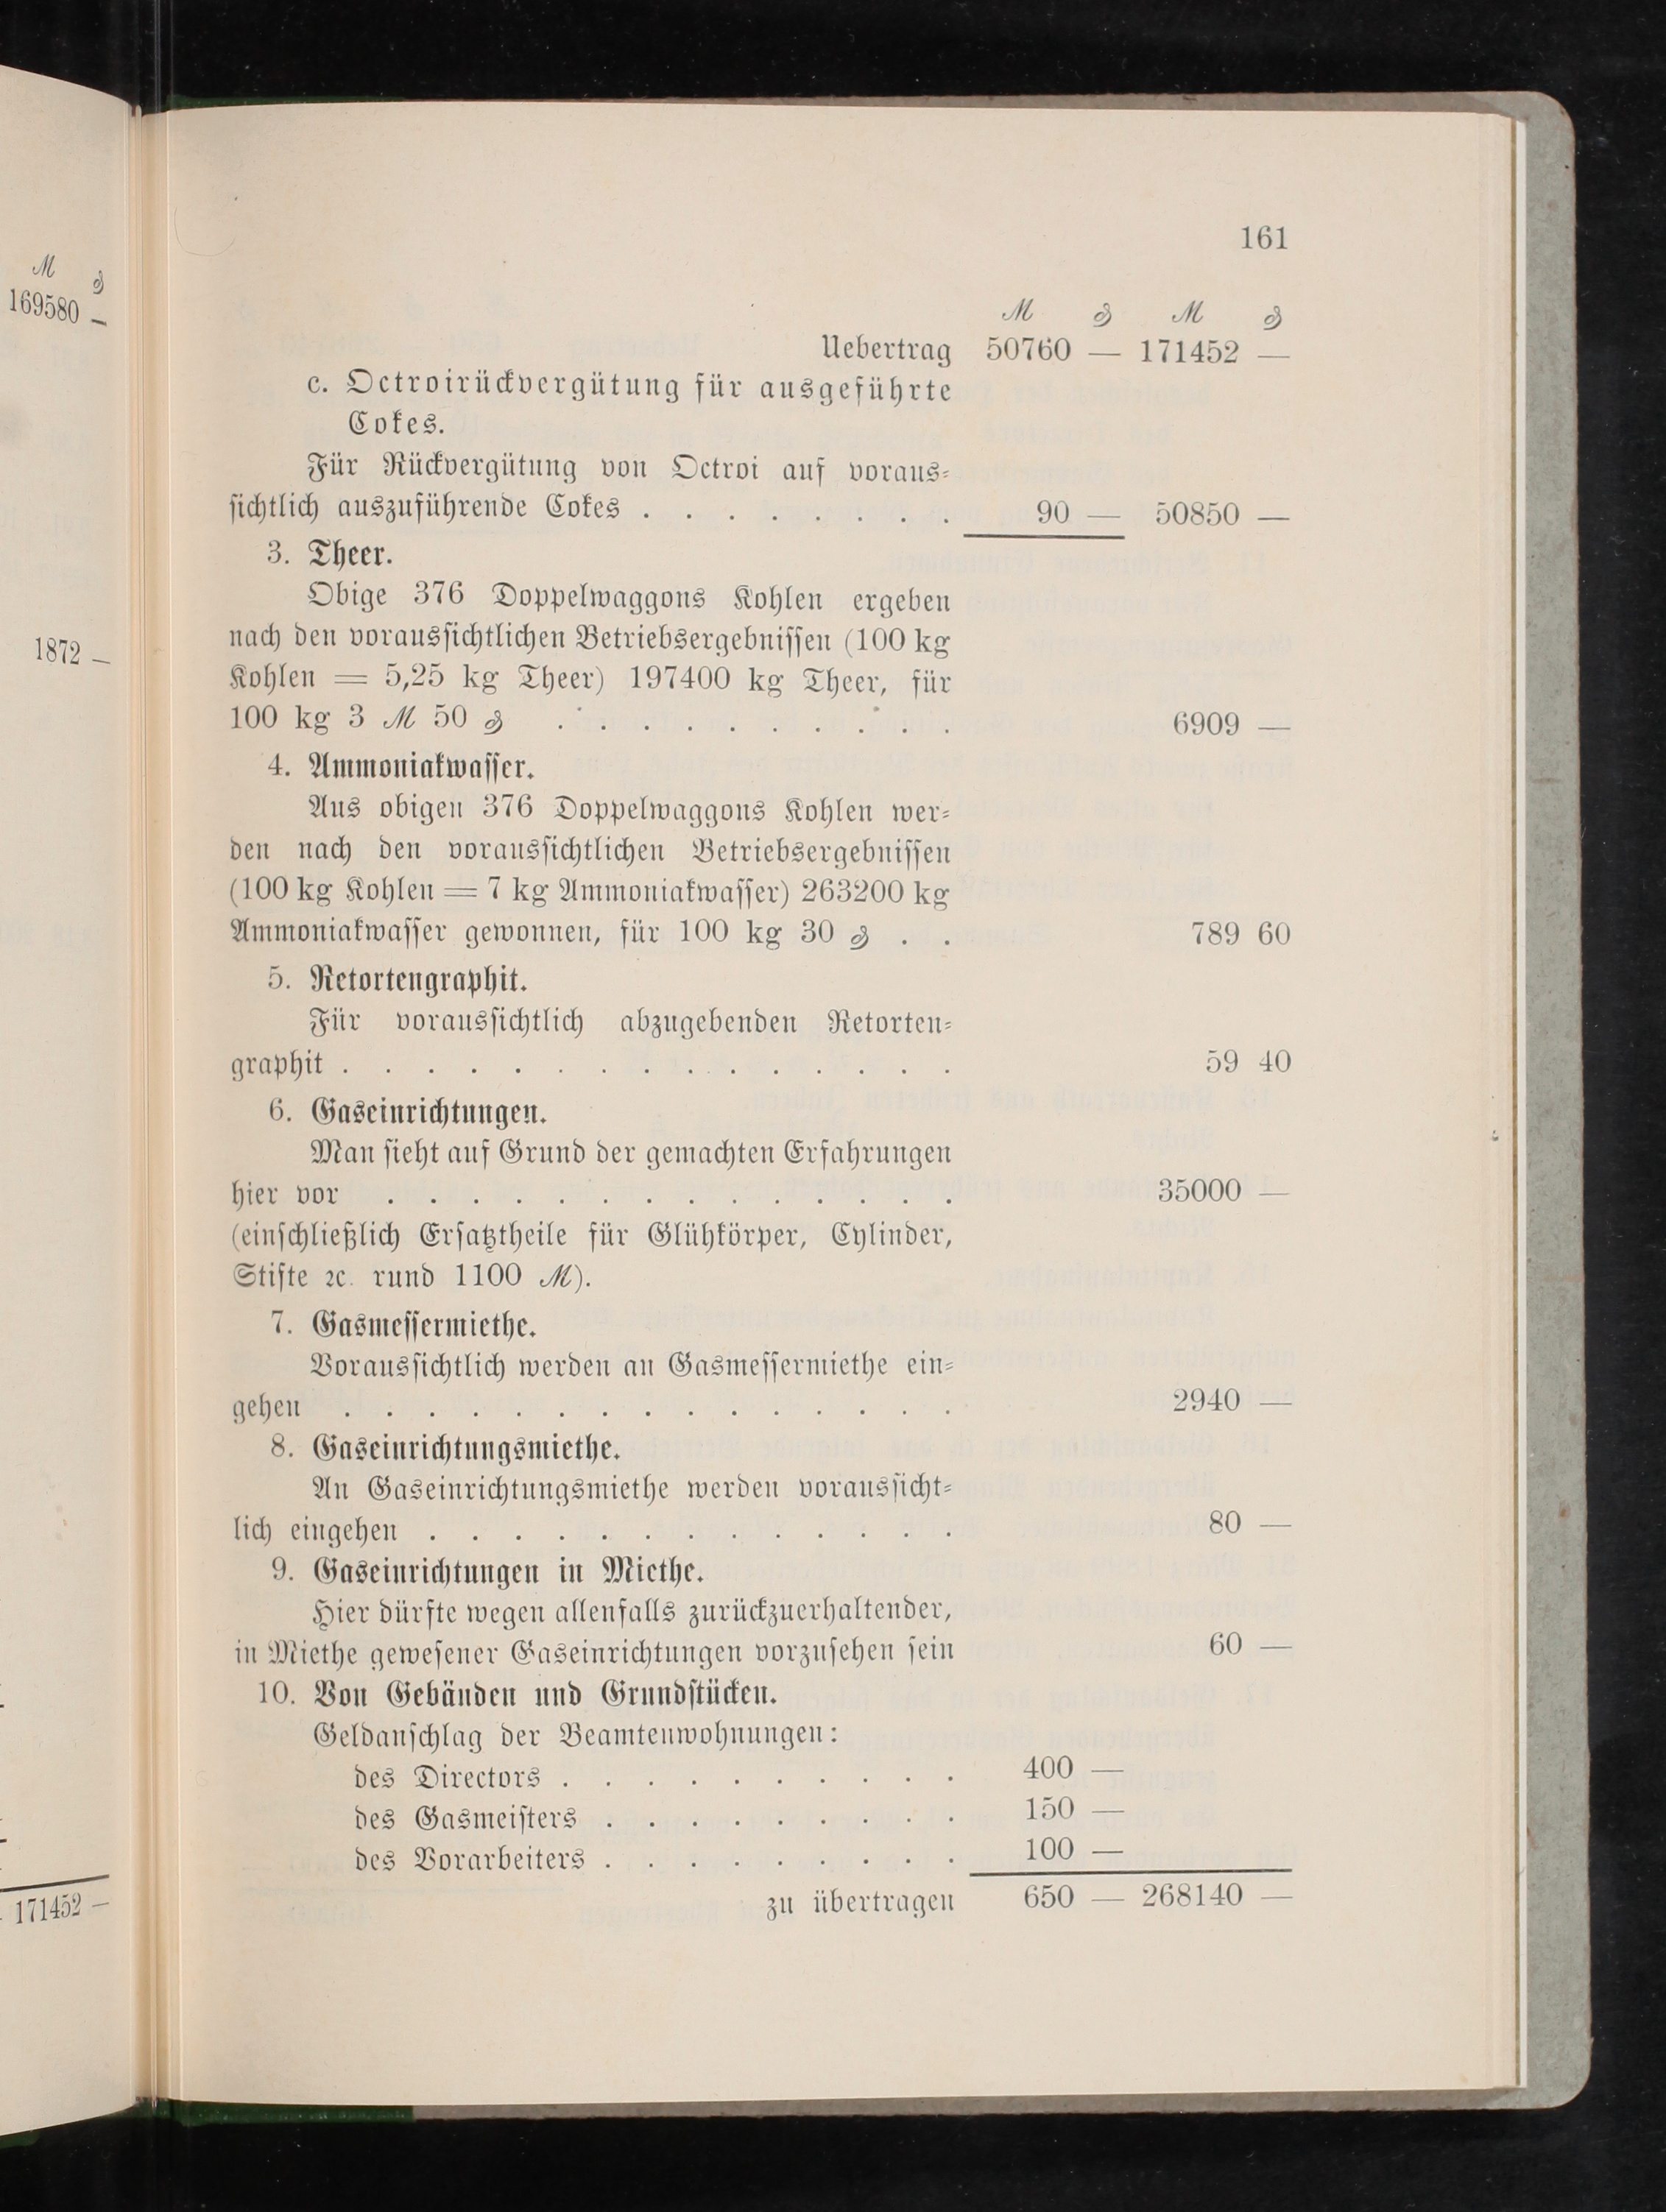 ℳ ₰
169580 —
1872 —
171452 —
161
ℳ ₰ ℳ ₰
Uebertrag 50760 — 171452 —
c. Octroirückvergütung für ausgeführte
Cokes.
Für Rückvergütung von Octroi auf voraus-
sichtlich auszuführende Cokes . . . . . . . . 90 — 50850 —
3. Theer.
Obige 376 Doppelwaggons Kohlen ergeben
nach den voraussichtlichen Betriebsergebnissen (100 kg
Kohlen = 5,25 kg Theer) 197400 kg Theer, für
100 kg 3 ℳ 50 ₰ . . . . . . . . . . 6909 —
4. Ammoniakwasser.
Aus obigen 376 Doppelwaggons Kohlen wer-
den nach den voraussichtlichen Betriebsergebnissen
(100 kg Kohlen = 7 kg Ammoniakwasser) 263200 kg
Ammoniakwasser gewonnen, für 100 kg 30 ₰ . . 789 60
5. Retortengraphit.
Für voraussichtlich abzugebenden Retorten-
graphit . . . . . . . . . . . . . . . 59 40
6. Gaseinrichtungen.
Man sieht auf Grund der gemachten Erfahrungen
hier vor . . . . . . . . . . . . . . 35000 —
(einschließlich Ersatztheile für Glühkörper, Cylinder,
Stifte ꝛc. rund 1100 ℳ).
7. Gasmessermiethe.
Voraussichtlich werden an Gasmessermiethe ein-
gehen . . . . . . . . . . . . . . . 2940 —
8. Gaseinrichtungsmiethe.
An Gaseinrichtungsmiethe werden voraussicht-
lich eingehen . . . . . . . . . . . . . 80 —
9. Gaseinrichtungen in Miethe.
Hier dürfte wegen allenfalls zurückzuerhaltender,
in Miethe gewesener Gaseinrichtungen vorzusehen sein 60 —
10. Von Gebäuden und Grundstücken.
Geldanschlag der Beamtenwohnungen:
des Directors . . . . . . . . . . 400 —
des Gasmeisters . . . . . . . . . 150 —
des Vorarbeiters . . . . . . . . . 100 —
zu übertragen 650 — 268140 —